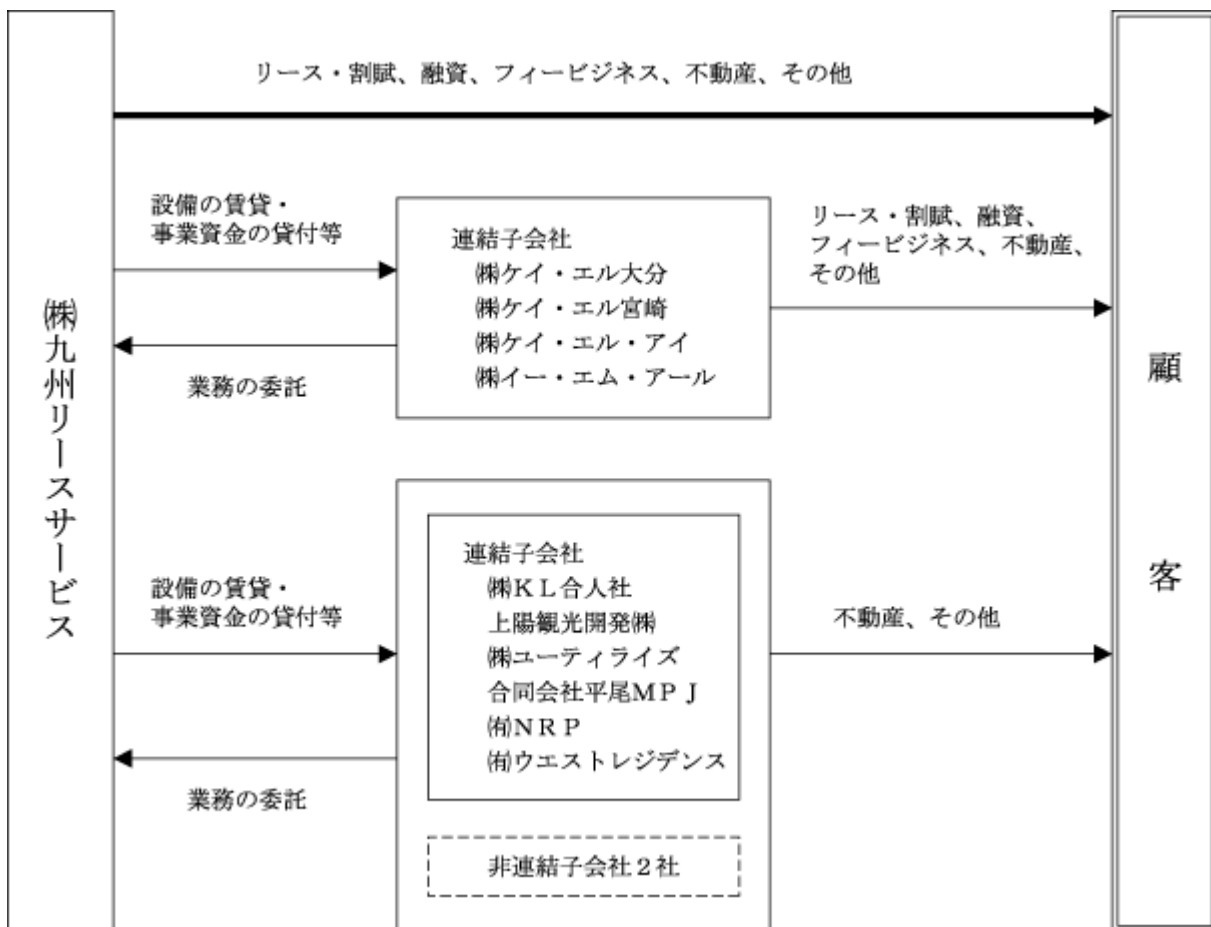 リース・割賦、融資、フィービジネス、不動産、その他
㈱九州リースサービス
設備の賃貸・
事業資金の貸付等
業務の委託
連結子会社
㈱ケイ・エル大分
㈱ケイ・エル宮崎
㈱ケイ・エル・アイ
㈱イー・エム・アール
リース・割賦、融資、
フィービジネス、不動産、
その他
設備の賃貸・
事業資金の貸付等
業務の委託
連結子会社
㈱ＫＬ合人社
上陽観光開発㈱
㈱ユーティライズ
合同会社平尾ＭＰＪ
㈲ＮＲＰ
㈲ウエストレジデンス
非連結子会社２社
不動産、その他
顧客